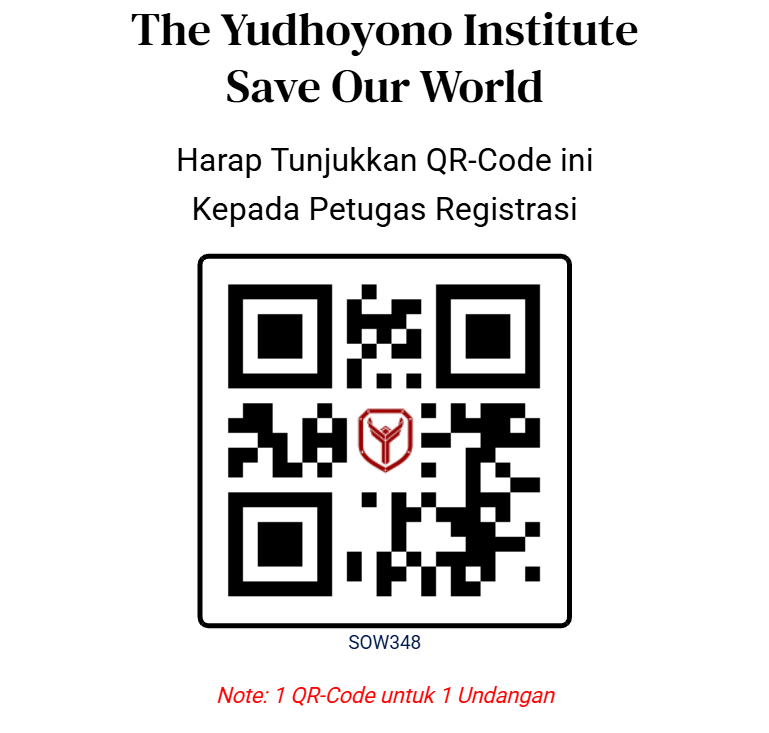 The Yudhoyono Institute
Save Our World
Harap Tunjukkan QR-Code ini
Kepada Petugas Registrasi
SOW348
Note: 1 QR-Code untuk 1 Undangan